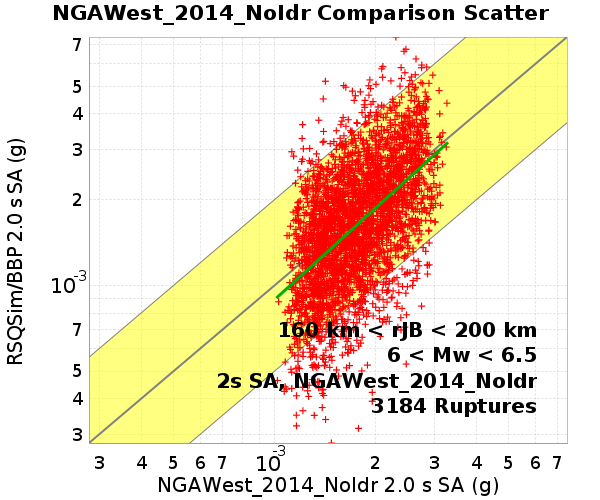 NGAWest_2014_NoIdr Comparison Scatter
7
5
4
3
2
10-3
7
5
4
3
RSQSim/BBP 2.0 s SA (g)
160 km < rJB < 200 km
6 < Mw < 6.5
2s SA, NGAWest_2014_NoIdr
3184 Ruptures
3 4 5 6 7 10-3 2 3 4 5 6 7
NGAWest_2014_NoIdr 2.0 s SA (g)